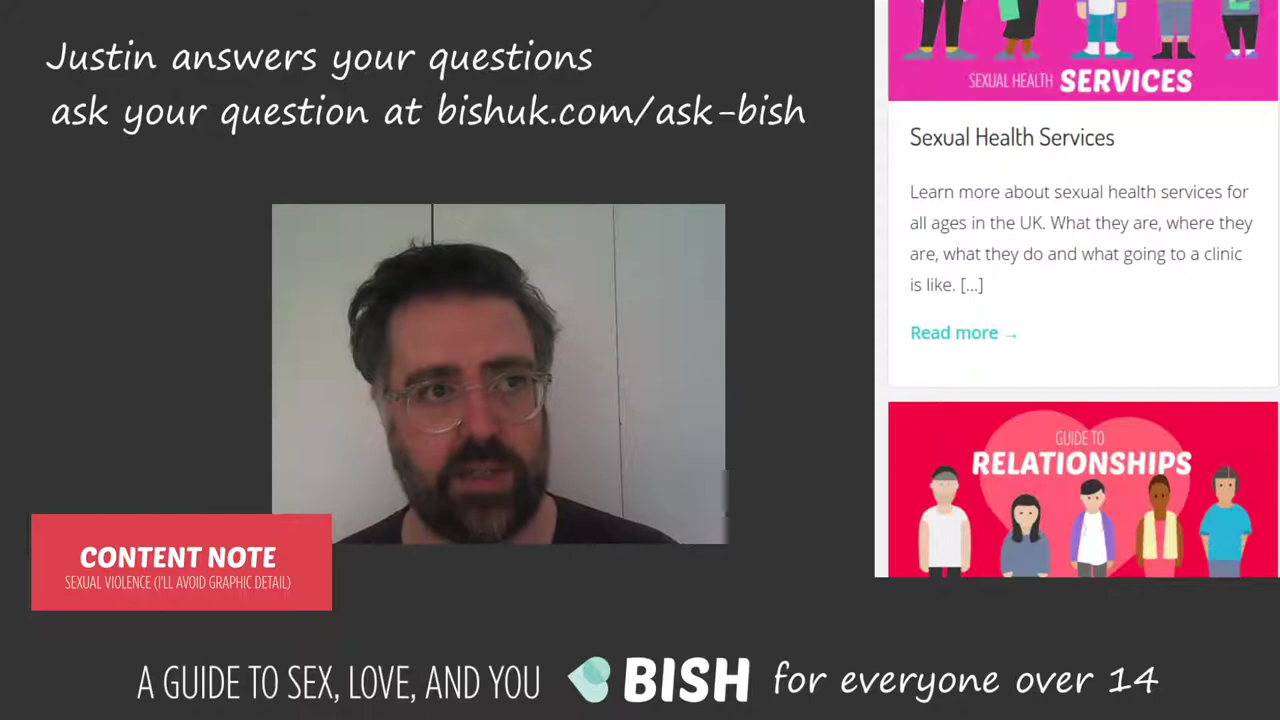 Justin answers your questions
ask your question at bishuk.com/ask-bish
SEXUAL HEALTH SERVICES
Sexual Health Services
Learn more about sexual health services for
all ages in the UK. What they are, where they
are, what they do and what going to a clinic
is like. [...]
Read more →
GUIDE TO
RELATIONSHIPS
CONTENT NOTE
SEXUAL VIOLENCE (I'LL AVOID GRAPHIC DETAIL)
A GUIDE TO SEX, LOVE, AND YOU BISH for everyone over 14